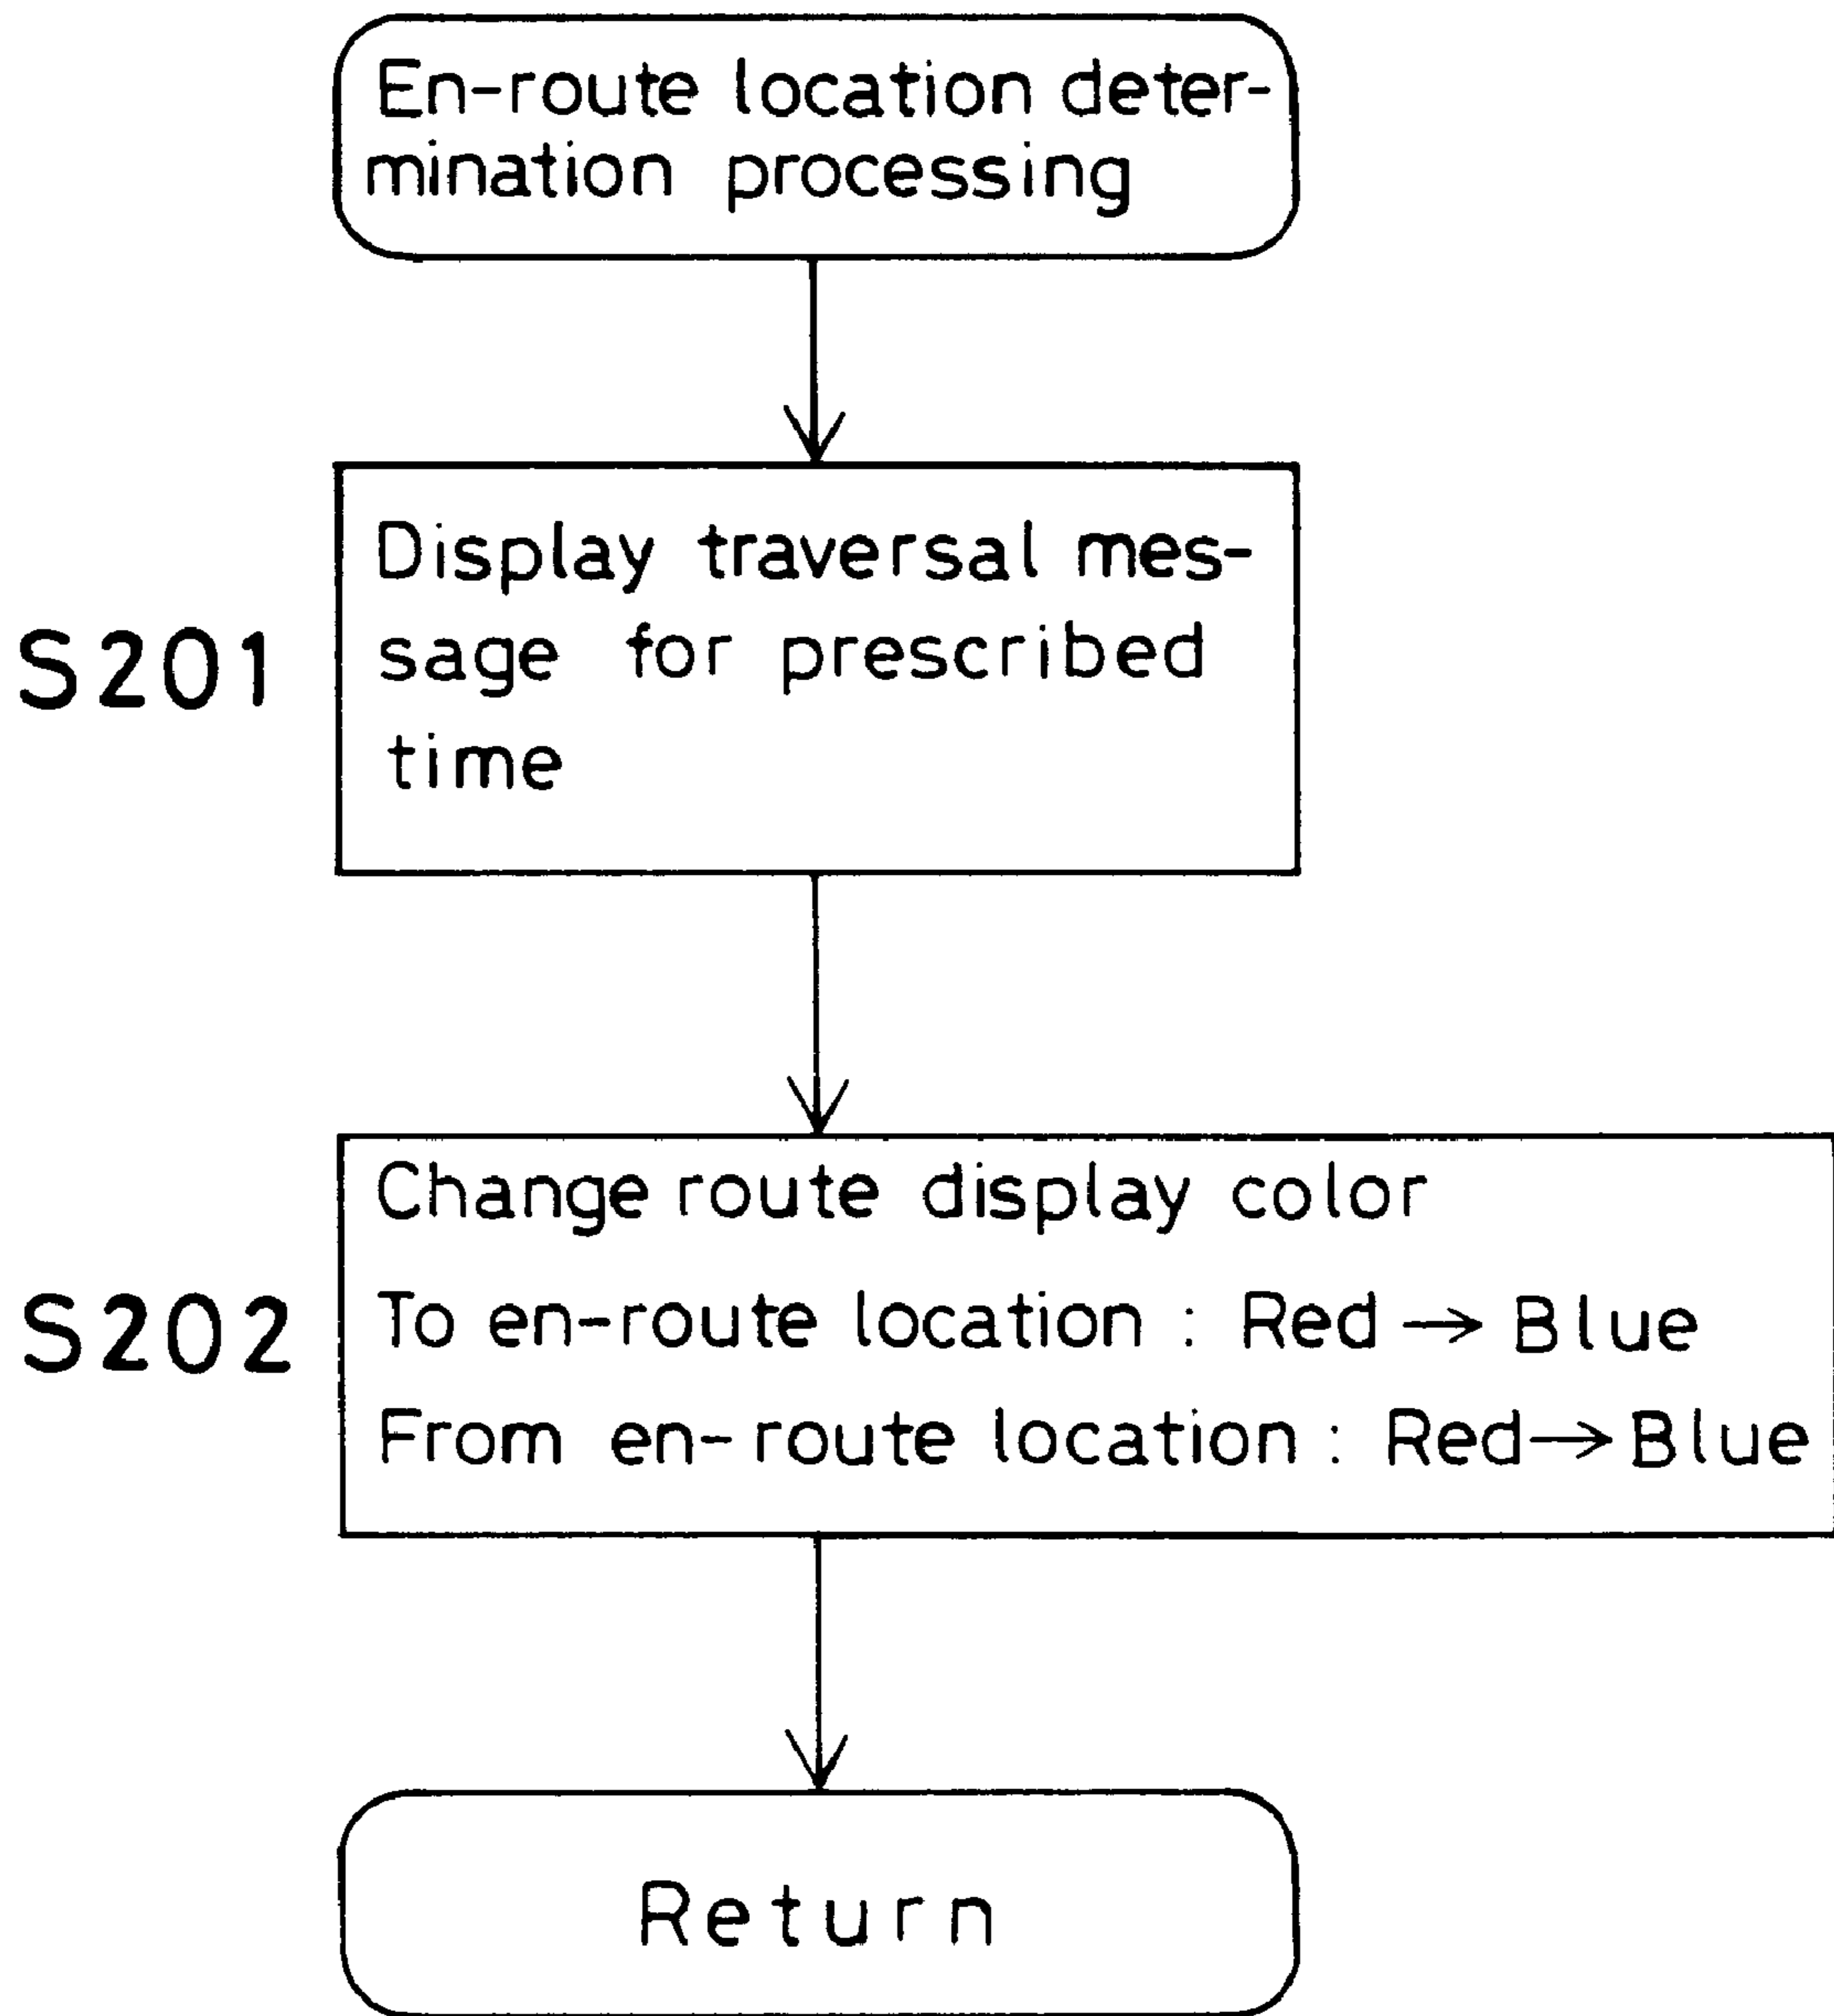 En-route location deter-
mination processing
S201
Display traversal mes-
sage for prescribed
time
S202
Change route display color
To en-route location : Red → Blue
From en-route location : Red → Blue
Return